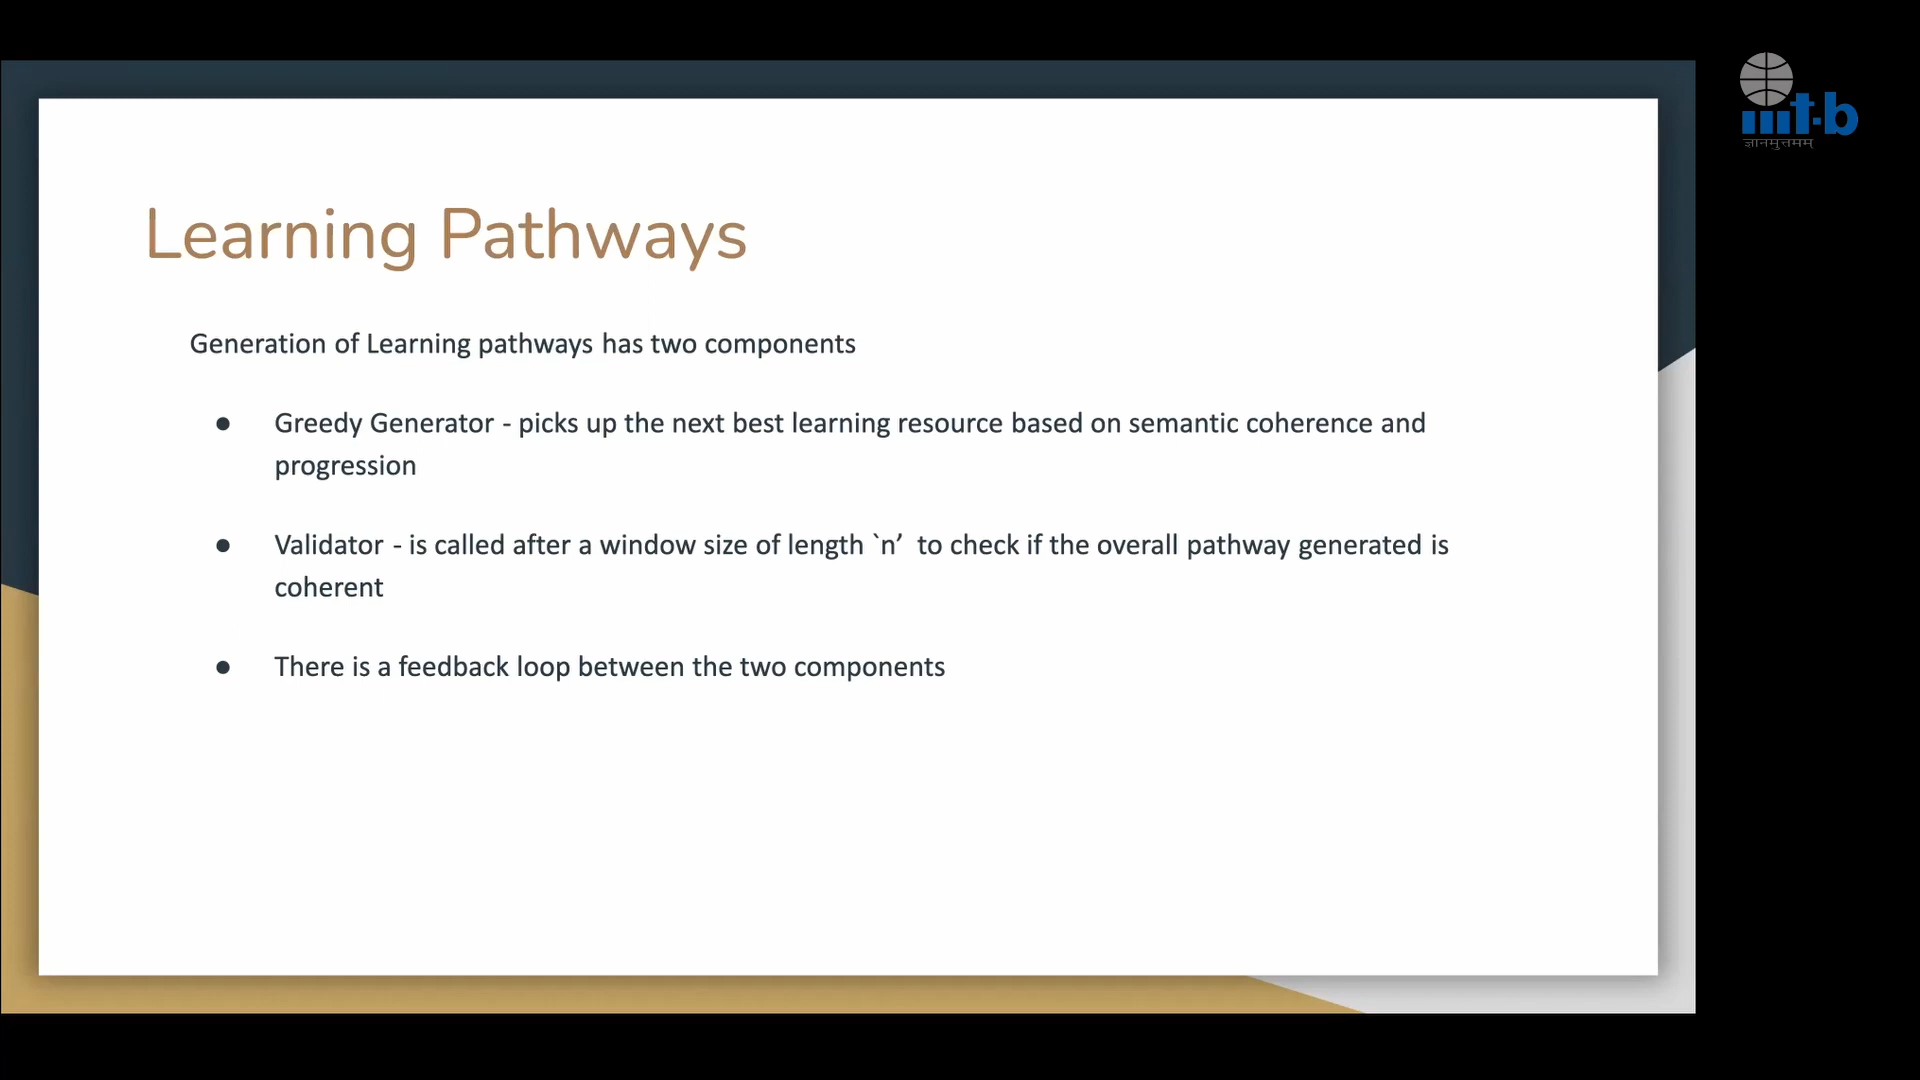 iiit-b
ज्ञानमुत्तमम्
Learning Pathways
Generation of Learning pathways has two components
● Greedy Generator - picks up the next best learning resource based on semantic coherence and
progression
● Validator - is called after a window size of length `n’  to check if the overall pathway generated is
coherent
● There is a feedback loop between the two components